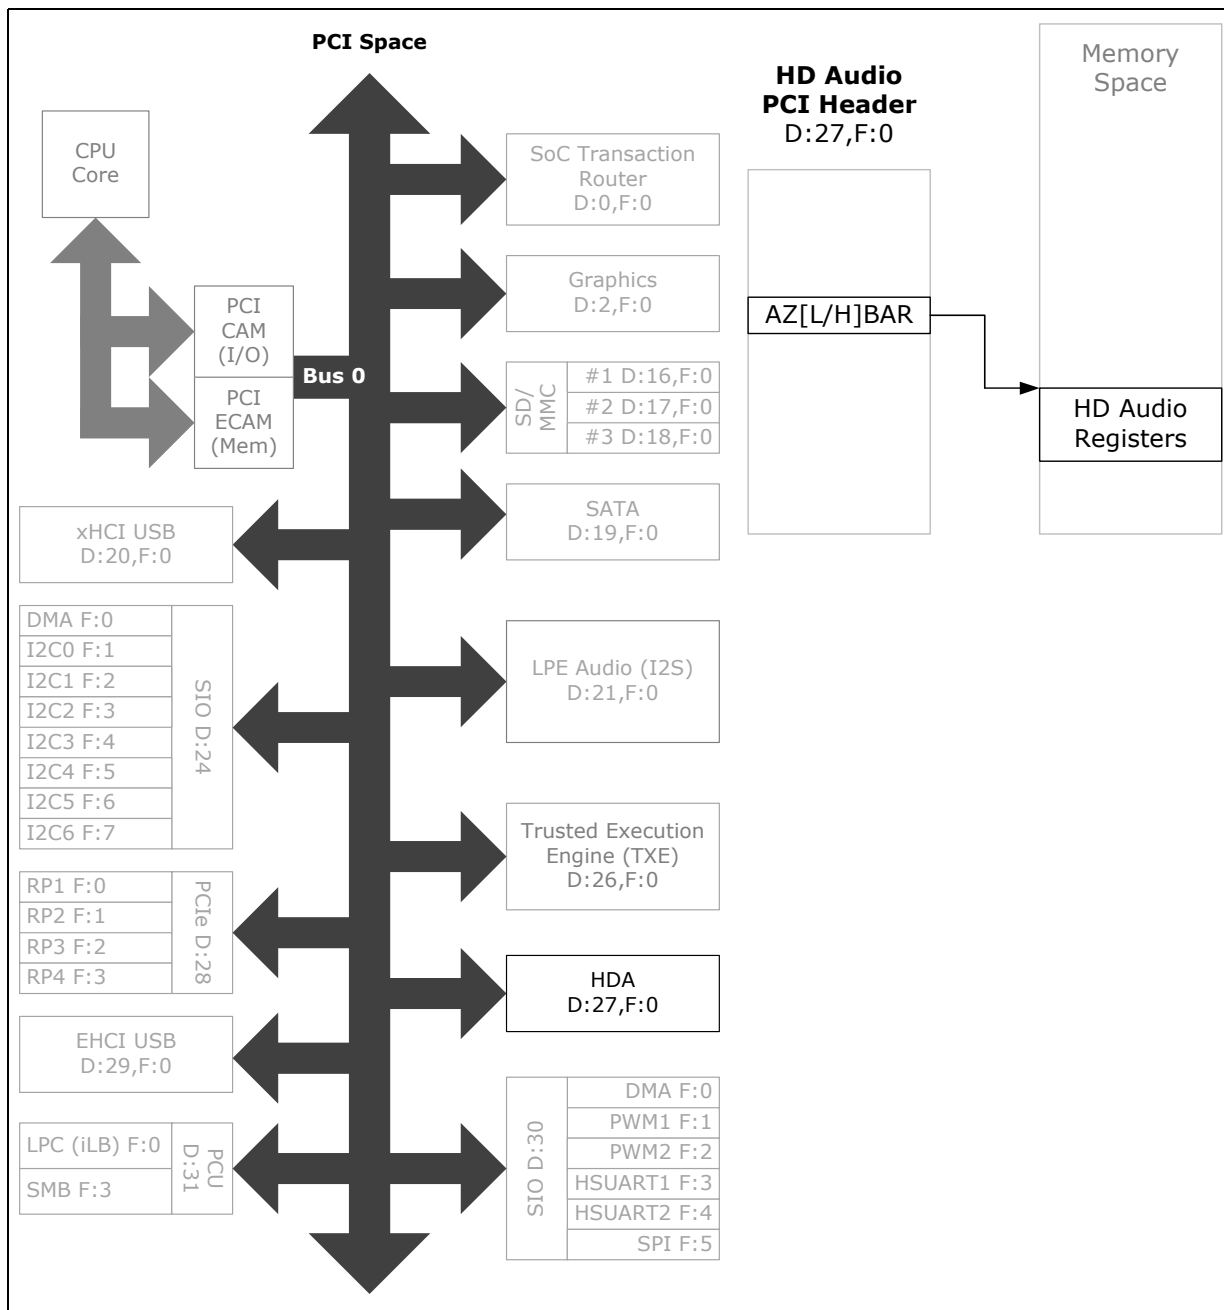 PCI Space
CPU
Core
PCI
CAM
(I/O)
PCI
ECAM
(Mem)
Bus 0
SoC Transaction
Router
D:0,F:0
Graphics
D:2,F:0
SD/
MMC
#1 D:16,F:0
#2 D:17,F:0
#3 D:18,F:0
SATA
D:19,F:0
xHCI USB
D:20,F:0
DMA F:0
I2C0 F:1
I2C1 F:2
I2C2 F:3
I2C3 F:4
I2C4 F:5
I2C5 F:6
I2C6 F:7
SIO D:24
LPE Audio (I2S)
D:21,F:0
Trusted Execution
Engine (TXE)
D:26,F:0
RP1 F:0
RP2 F:1
RP3 F:2
RP4 F:3
PCIe D:28
HDA
D:27,F:0
EHCI USB
D:29,F:0
LPC (iLB) F:0
SMB F:3
PCU
D:31
SIO D:30
DMA F:0
PWM1 F:1
PWM2 F:2
HSUART1 F:3
HSUART2 F:4
SPI F:5
HD Audio
PCI Header
D:27,F:0
AZ[L/H]BAR
Memory
Space
HD Audio
Registers